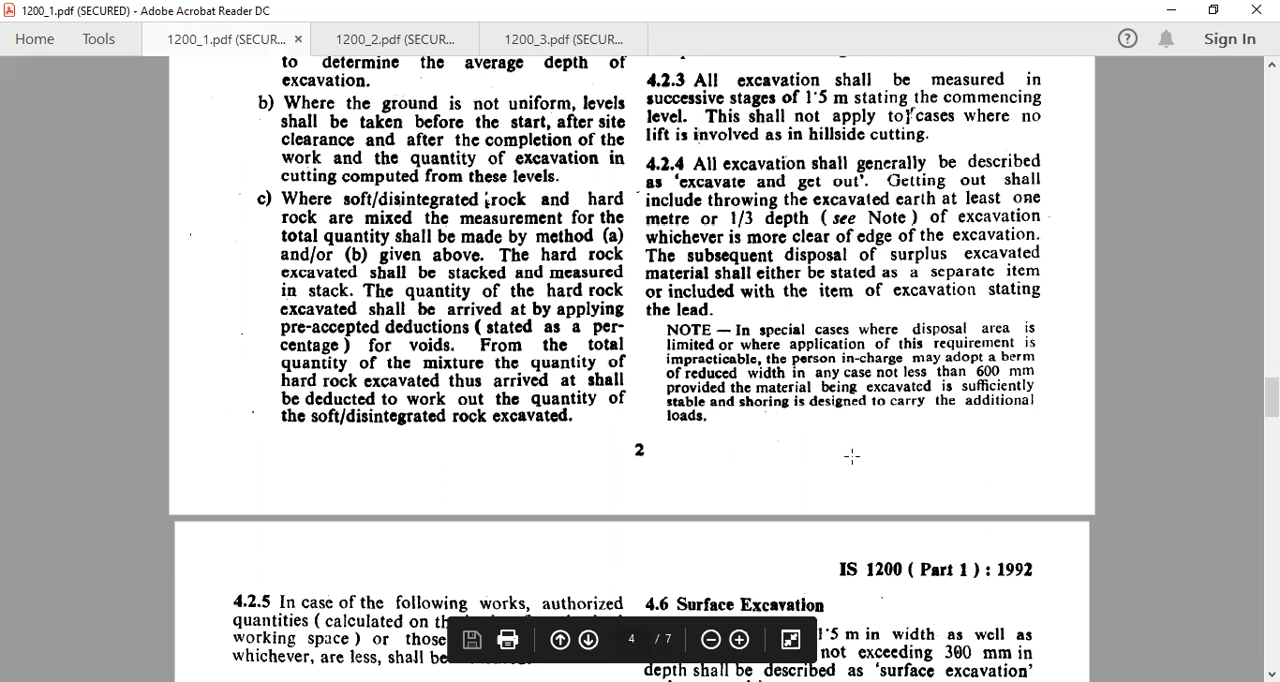 1200_1.pdf (SECURED) - Adobe Acrobat Reader DC
Home Tools 1200_1.pdf (SECUR... × 1200_2.pdf (SECUR... 1200_3.pdf (SECUR... Sign In
to determine the average depth of
excavation.
b) Where the ground is not uniform, levels
shall be taken before the start, after site
clearance and after the completion of the
work and the quantity of excavation in
cutting computed from these levels.
c) Where soft/disintegrated rock and hard
rock are mixed the measurement for the
total quantity shall be made by method (a)
and/or (b) given above. The hard rock
excavated shall be stacked and measured
in stack. The quantity of the hard rock
excavated shall be arrived at by applying
pre-accepted deductions ( stated as a per-
centage ) for voids. From the total
quantity of the mixture the quantity of
hard rock excavated thus arrived at shall
be deducted to work out the quantity of
the soft/disintegrated rock excavated.
4.2.3 All excavation shall be measured in
successive stages of 1·5 m stating the commencing
level. This shall not apply to cases where no
lift is involved as in hillside cutting.
4.2.4 All excavation shall generally be described
as ‘excavate and get out’. Getting out shall
include throwing the excavated earth at least one
metre or 1/3 depth ( see Note ) of excavation
whichever is more clear of edge of the excavation.
The subsequent disposal of surplus excavated
material shall either be stated as a separate item
or included with the item of excavation stating
the lead.
NOTE — In special cases where disposal area is
limited or where application of this requirement is
impracticable, the person in-charge may adopt a berm
of reduced width in any case not less than 600 mm
provided the material being excavated is sufficiently
stable and shoring is designed to carry the additional
loads.
2
IS 1200 ( Part 1 ) : 1992
4.2.5 In case of the following works, authorized
quantities ( calculated on
working space ) or those
whichever, are less, shall be
4.6 Surface Excavation
1·5 m in width as well as
not exceeding 300 mm in
depth shall be described as ‘surface excavation’
4 / 7